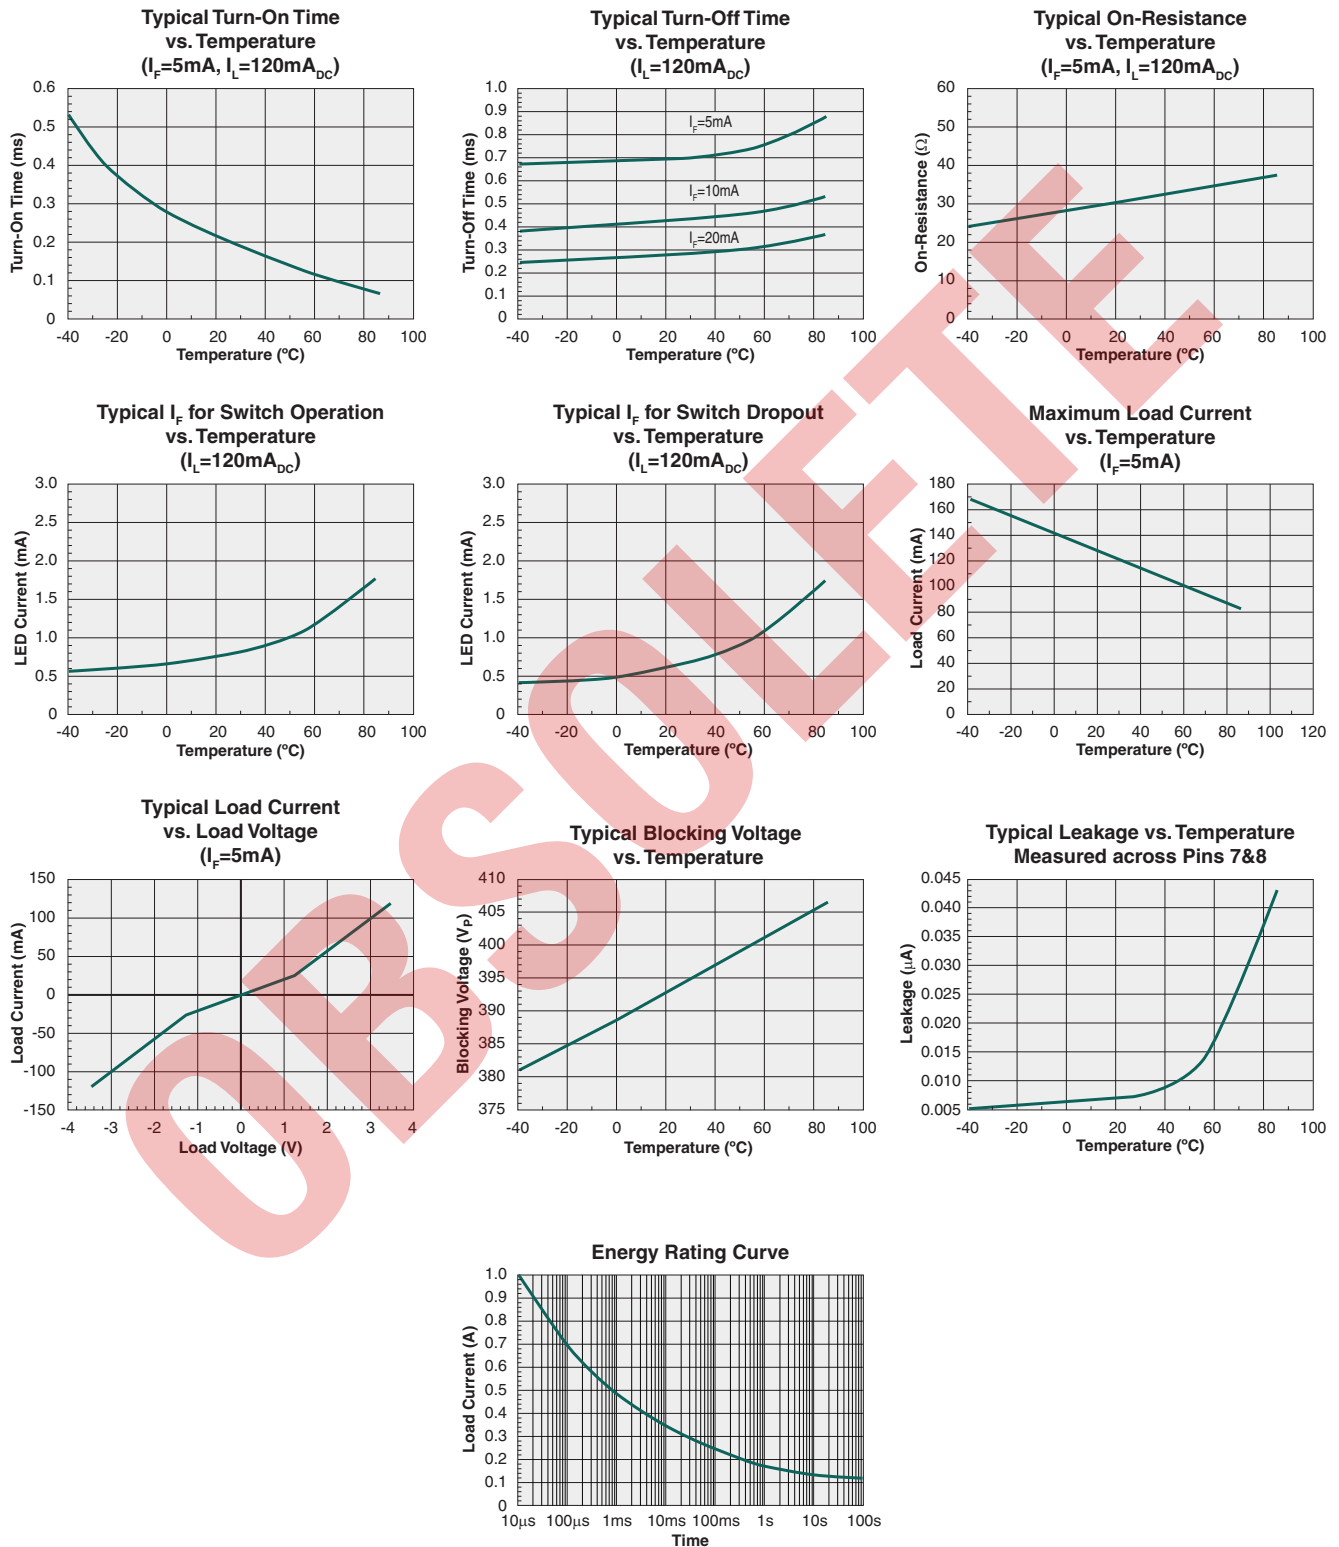 Typical Turn-On Time
vs. Temperature
(IF=5mA, IL=120mADC)
0.6
0.5
0.4
0.3
0.2
0.1
0
Turn-On Time (ms)
-40 -20 0 20 40 60 80 100
Temperature (ºC)
Typical Turn-Off Time
vs. Temperature
(IL=120mADC)
1.0
0.9
0.8
0.7
0.6
0.5
0.4
0.3
0.2
0.1
0
Turn-Off Time (ms)
IF=5mA
IF=10mA
IF=20mA
-40 -20 0 20 40 60 80 100
Temperature (ºC)
Typical On-Resistance
vs. Temperature
(IF=5mA, IL=120mADC)
60
50
40
30
20
10
0
On-Resistance (Ω)
-40 -20 0 20 40 60 80 100
Temperature (ºC)
Typical IF for Switch Operation
vs. Temperature
(IL=120mADC)
3.0
2.5
2.0
1.5
1.0
0.5
0
LED Current (mA)
-40 -20 0 20 40 60 80 100
Temperature (ºC)
Typical IF for Switch Dropout
vs. Temperature
(IL=120mADC)
3.0
2.5
2.0
1.5
1.0
0.5
0
LED Current (mA)
-40 -20 0 20 40 60 80 100
Temperature (ºC)
Maximum Load Current
vs. Temperature
(IF=5mA)
180
160
140
120
100
80
60
40
20
0
Load Current (mA)
-40 -20 0 20 40 60 80 100 120
Temperature (ºC)
Typical Load Current
vs. Load Voltage
(IF=5mA)
150
100
50
0
-50
-100
-150
Load Current (mA)
-4 -3 -2 -1 0 1 2 3 4
Load Voltage (V)
Typical Blocking Voltage
vs. Temperature
410
405
400
395
390
385
380
375
Blocking Voltage (VP)
-40 -20 0 20 40 60 80 100
Temperature (ºC)
Typical Leakage vs. Temperature
Measured across Pins 7&8
0.045
0.040
0.035
0.030
0.025
0.020
0.015
0.010
0.005
Leakage (μA)
-40 -20 0 20 40 60 80 100
Temperature (ºC)
Energy Rating Curve
1.0
0.9
0.8
0.7
0.6
0.5
0.4
0.3
0.2
0.1
0
Load Current (A)
10μs 100μs 1ms 10ms 100ms 1s 10s 100s
Time
OBSOLETE